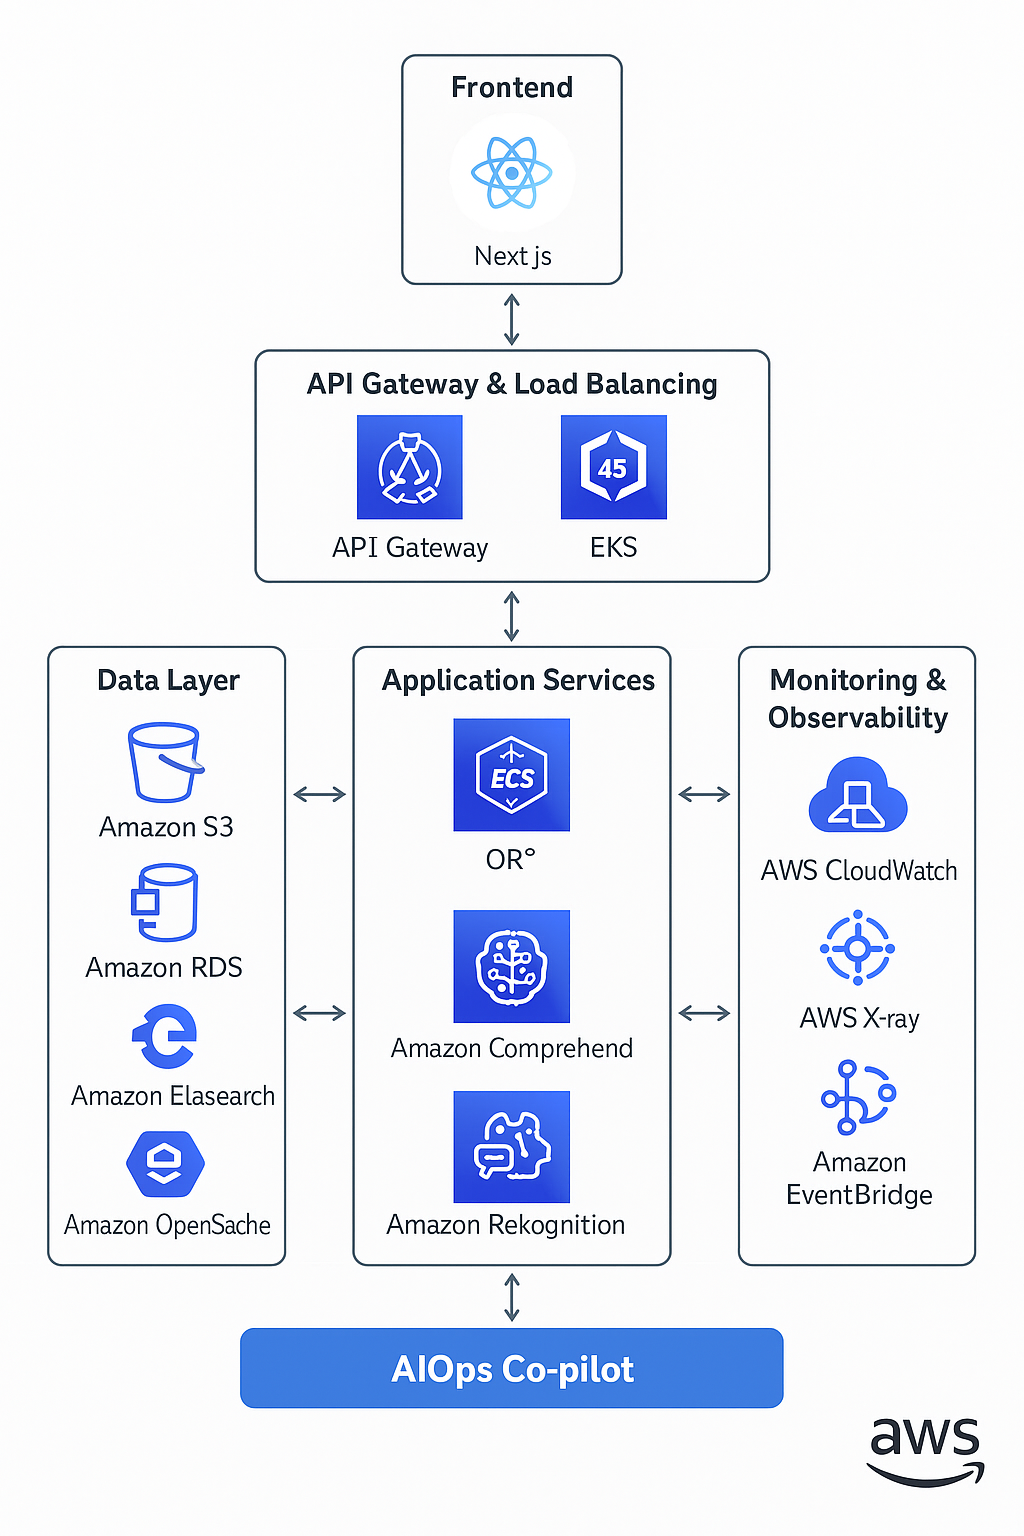 Frontend
Next js
API Gateway & Load Balancing
45
API Gateway
EKS
Data Layer
Amazon S3
Amazon RDS
Amazon Elasearch
Amazon OpenSache
Application Services
ECS
OR°
Amazon Comprehend
Amazon Rekognition
Monitoring &
Observability
AWS CloudWatch
AWS X-ray
Amazon
EventBridge
AIOps Co-pilot
aws